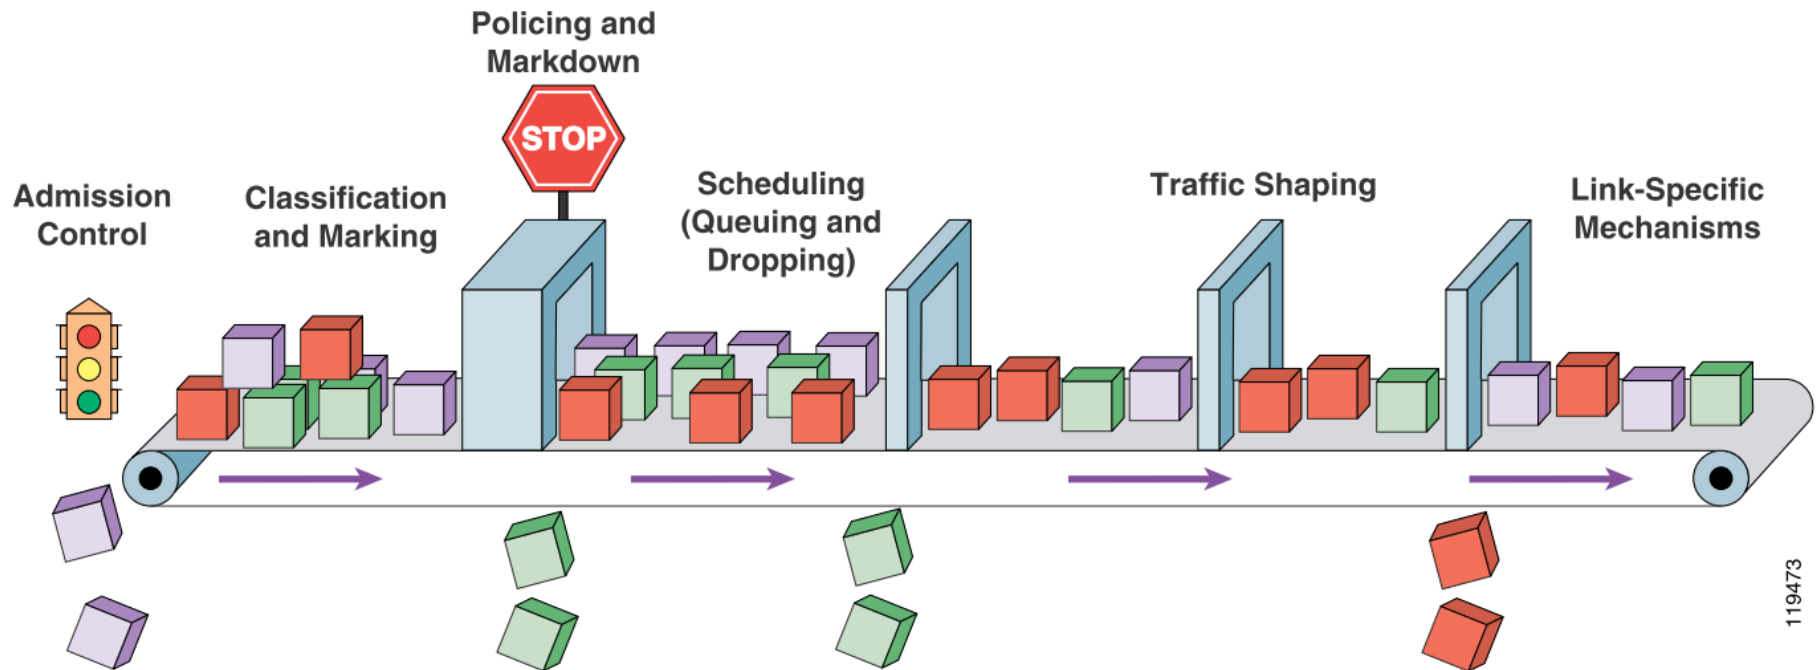 Policing and
Markdown
STOP
Admission
Control
Classification
and Marking
Scheduling
(Queuing and
Dropping)
Traffic Shaping
Link-Specific
Mechanisms
119473